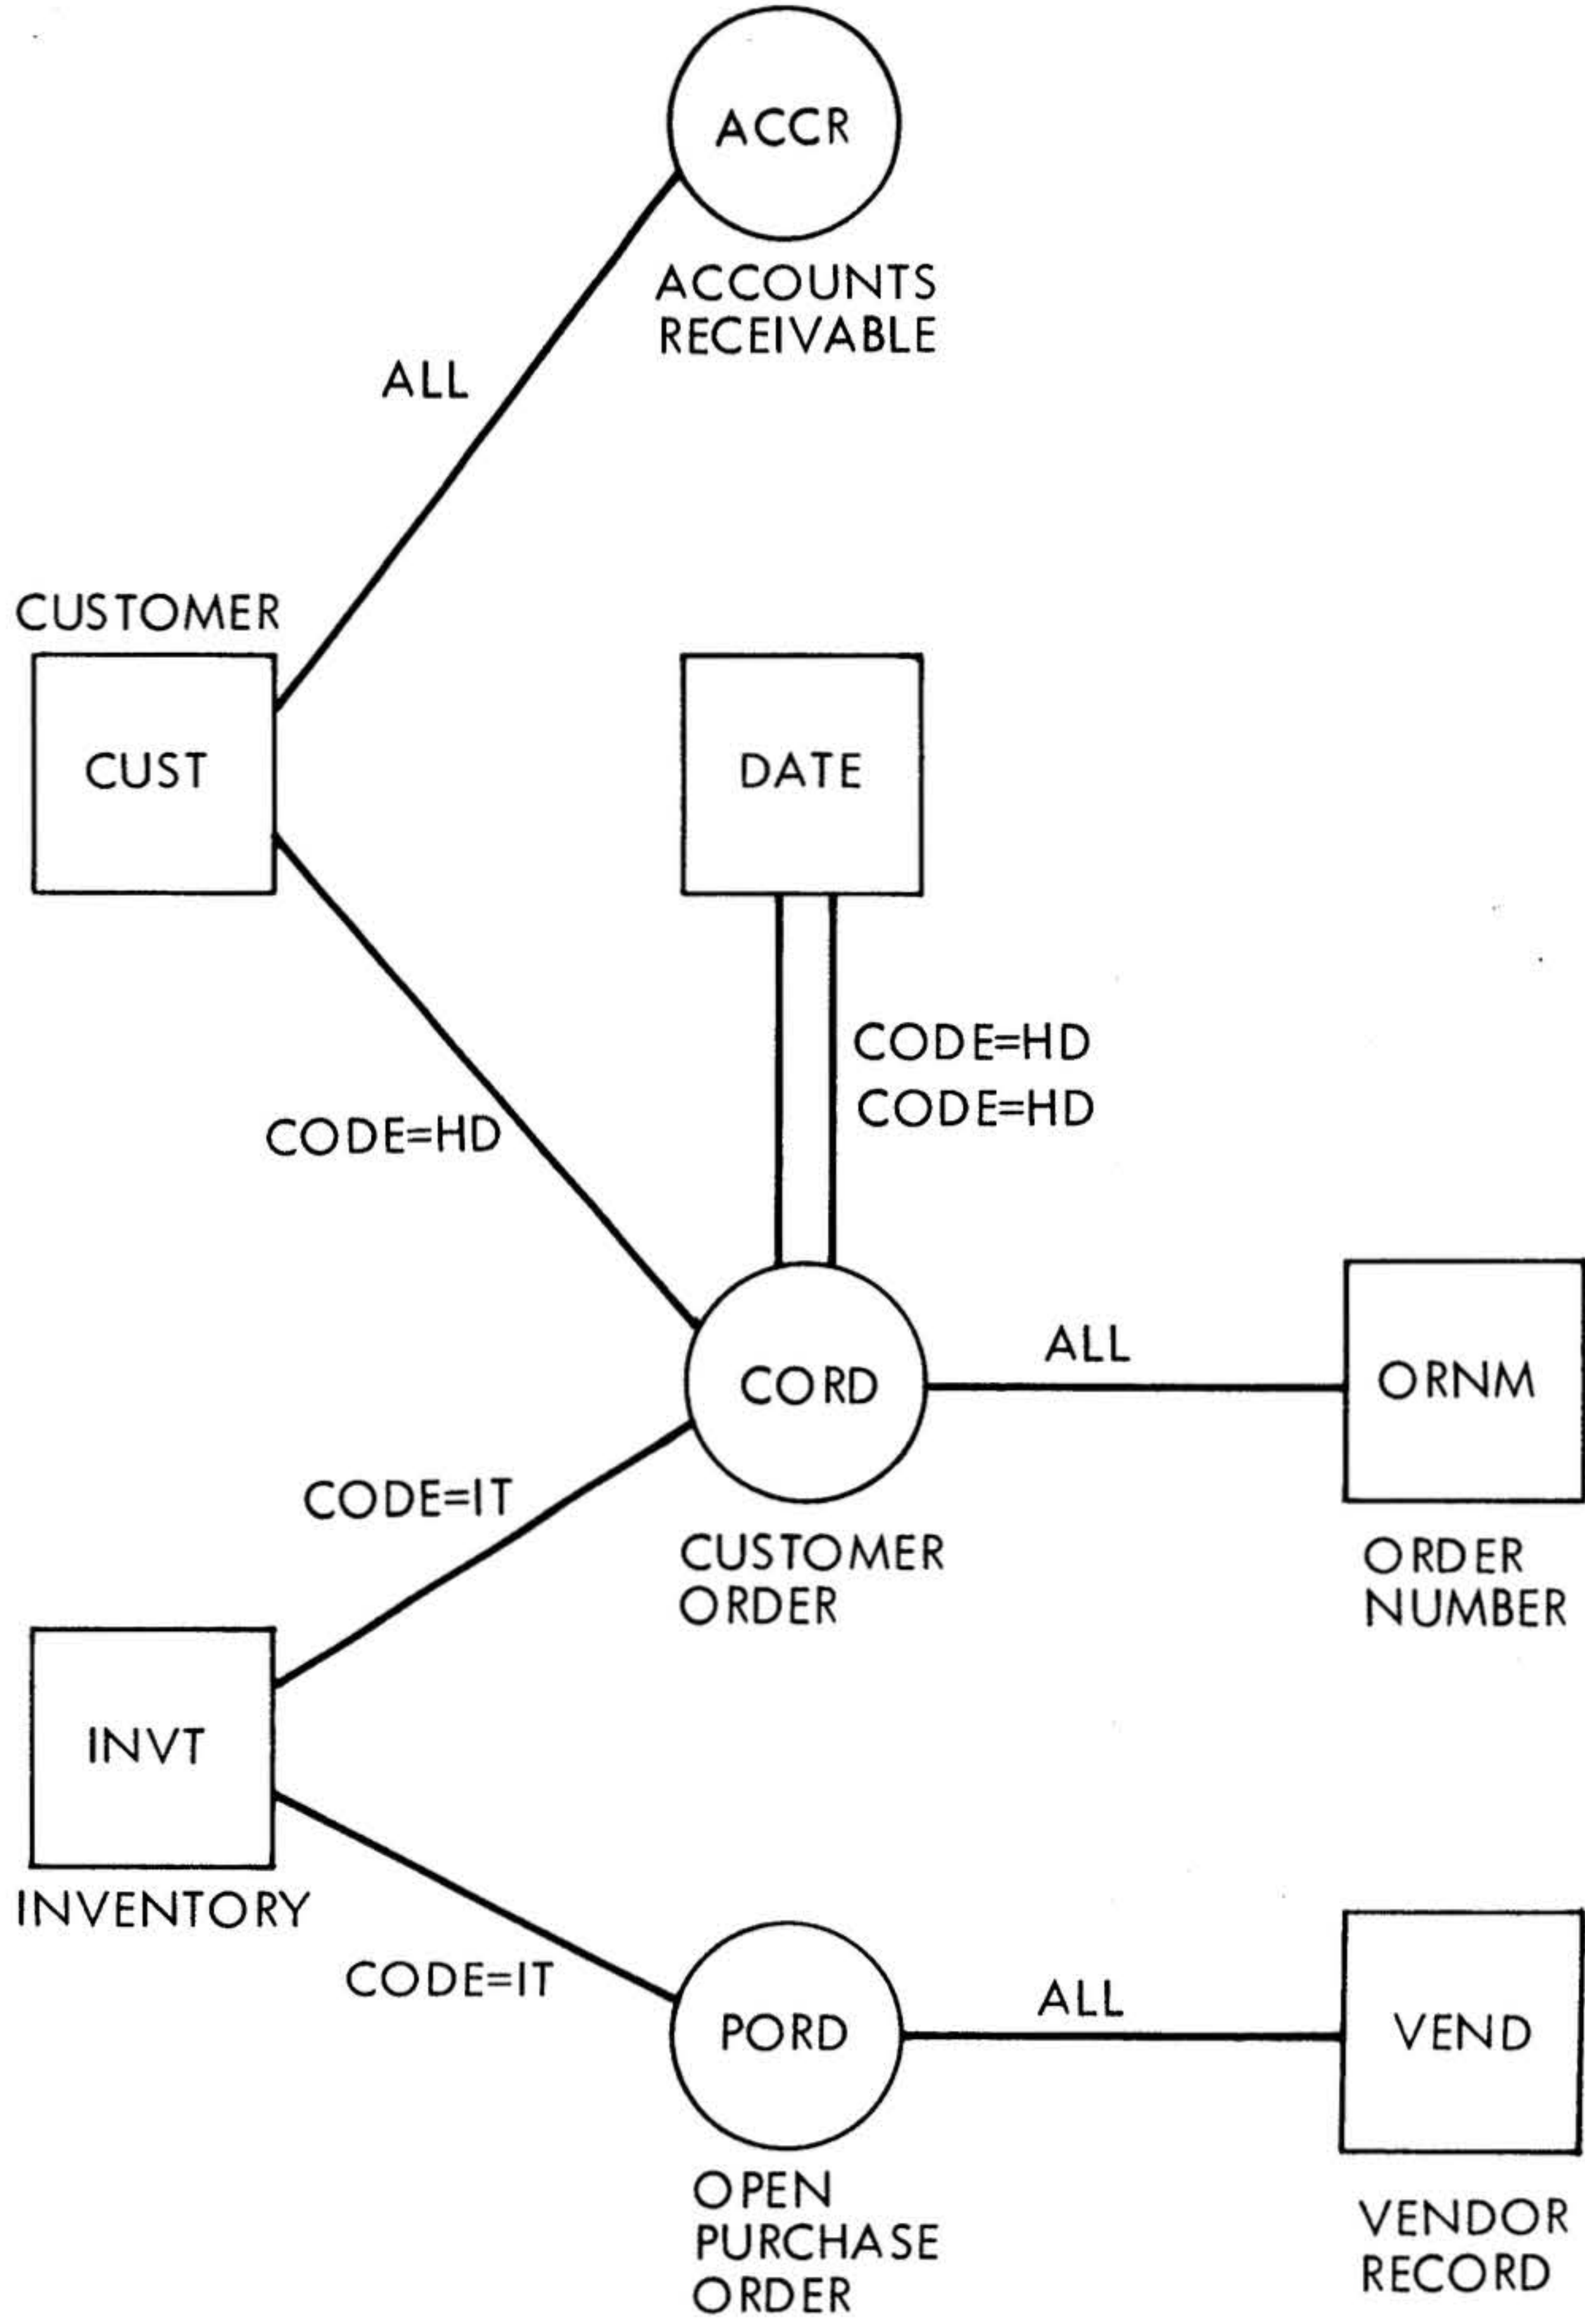 ACCR
ACCOUNTS
RECEIVABLE
ALL
CUSTOMER
CUST
DATE
CODE=HD
CODE=HD
CODE=HD
CORD
ALL
ORNM
CODE=IT
CUSTOMER
ORDER
ORDER
NUMBER
INVT
INVENTORY
CODE=IT
PORD
ALL
VEND
OPEN
PURCHASE
ORDER
VENDOR
RECORD